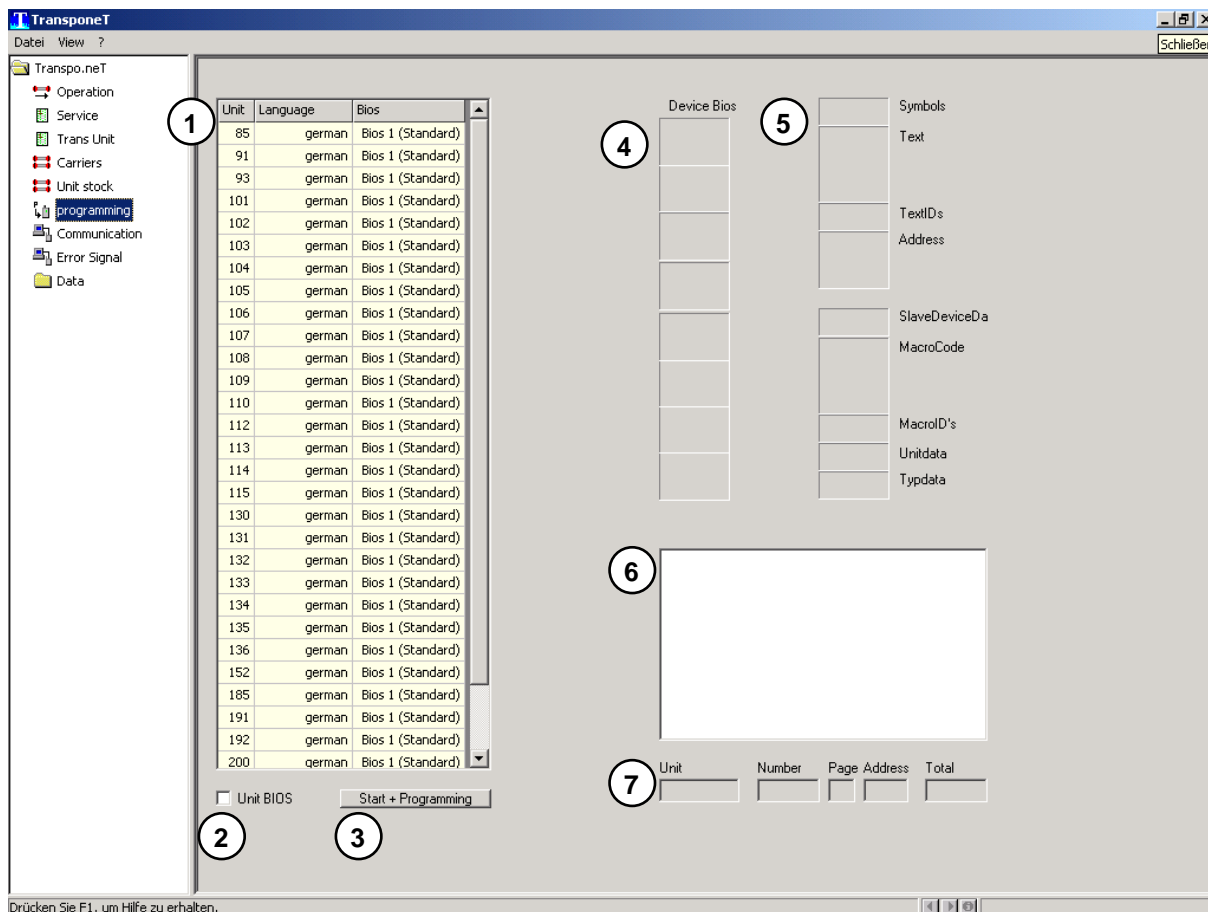 TransponeT
Datei View ?
Schließen
Transpo.neT
Operation
Service
Trans Unit
Carriers
Unit stock
programming
Communication
Error Signal
Data
1
Unit Language Bios
85 german Bios 1 (Standard)
91 german Bios 1 (Standard)
93 german Bios 1 (Standard)
101 german Bios 1 (Standard)
102 german Bios 1 (Standard)
103 german Bios 1 (Standard)
104 german Bios 1 (Standard)
105 german Bios 1 (Standard)
106 german Bios 1 (Standard)
107 german Bios 1 (Standard)
108 german Bios 1 (Standard)
109 german Bios 1 (Standard)
110 german Bios 1 (Standard)
112 german Bios 1 (Standard)
113 german Bios 1 (Standard)
114 german Bios 1 (Standard)
115 german Bios 1 (Standard)
130 german Bios 1 (Standard)
131 german Bios 1 (Standard)
132 german Bios 1 (Standard)
133 german Bios 1 (Standard)
134 german Bios 1 (Standard)
135 german Bios 1 (Standard)
136 german Bios 1 (Standard)
152 german Bios 1 (Standard)
185 german Bios 1 (Standard)
191 german Bios 1 (Standard)
192 german Bios 1 (Standard)
200 german Bios 1 (Standard)
Unit BIOS
Start + Programming
2
3
Device Bios
4
5
Symbols
Text
TextIDs
Address
SlaveDeviceDa
MacroCode
MacroID's
Unitdata
Typdata
6
7
Unit Number Page Address Total
Drücken Sie F1, um Hilfe zu erhalten.